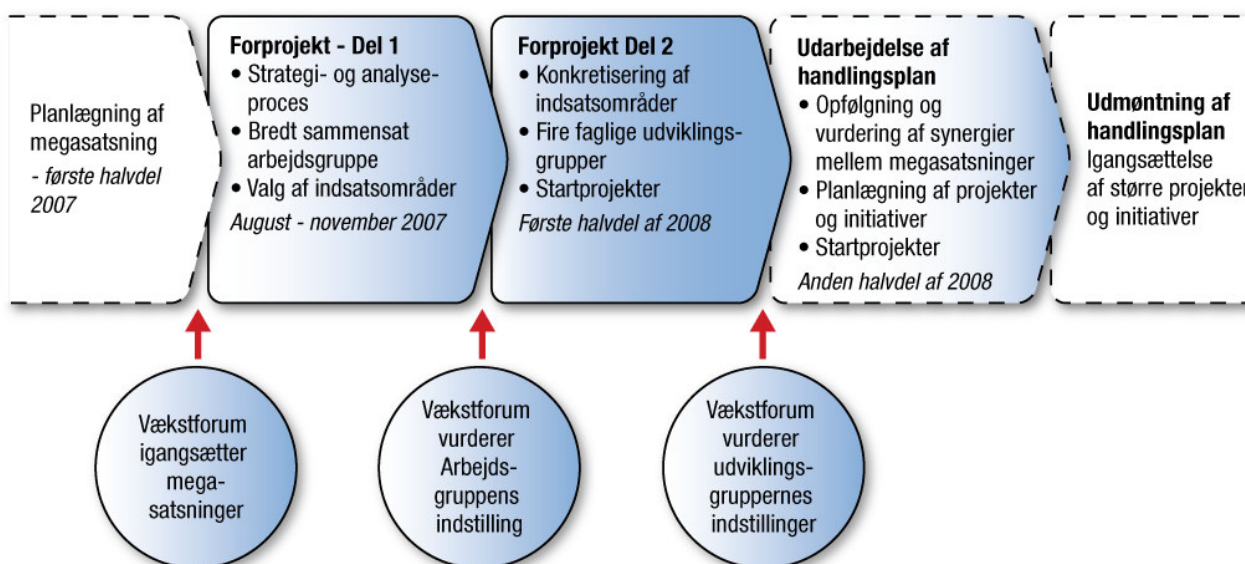 Planlægning af
megasatsning
- første halvdel
2007
Forprojekt - Del 1
• Strategi- og analyse-
proces
• Bredt sammensat
arbejdsgruppe
• Valg af indsatsområder
August - november 2007
Forprojekt Del 2
• Konkretisering af
indsatsområder
• Fire faglige udviklings-
grupper
• Startprojekter
Første halvdel af 2008
Udarbejdelse af
handlingsplan
• Opfølgning og
vurdering af synergier
mellem megasatsninger
• Planlægning af projekter
og initiativer
• Startprojekter
Anden halvdel af 2008
Udmøntning af
handlingsplan
Igangsættelse
af større projekter
og initiativer
Vækstforum
igangsætter
mega-
satsninger
Vækstforum
vurderer
Arbejds-
gruppens
indstilling
Vækstforum
vurderer
udviklings-
gruppernes
indstillinger